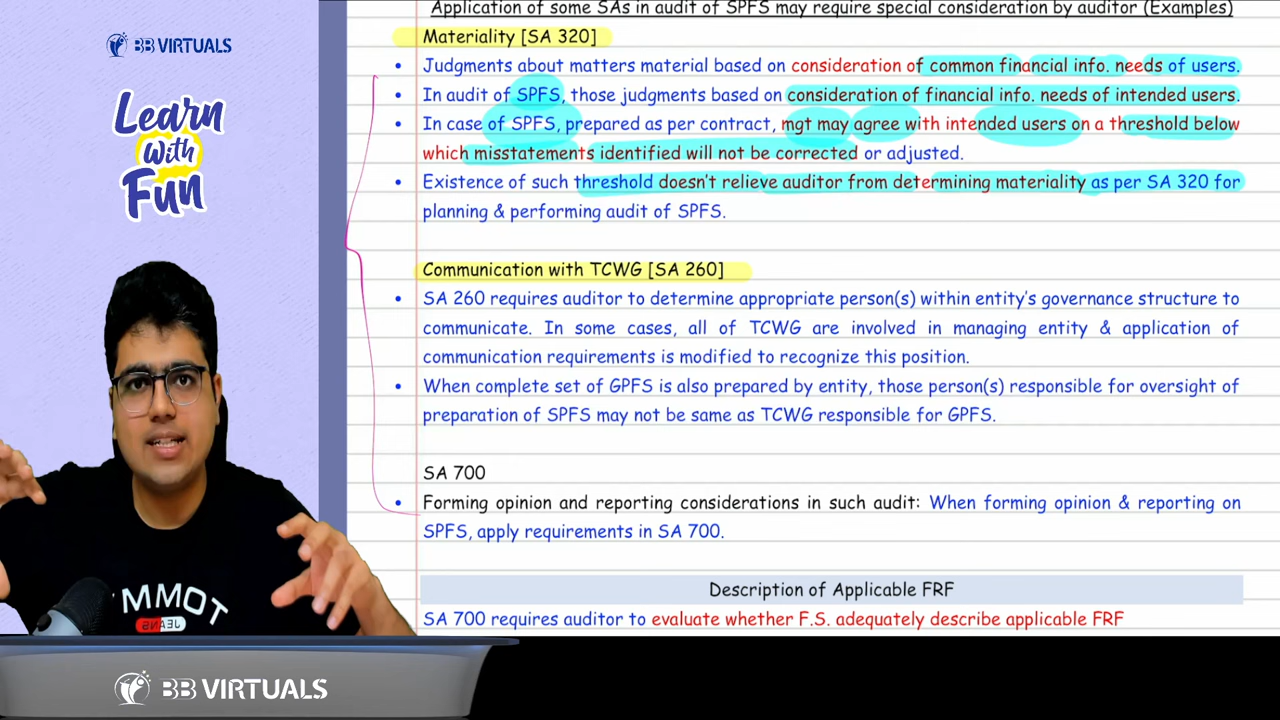 BB VIRTUALS
Learn
With
Fun
Application of some SAs in audit of SPFS may require special consideration by auditor (Examples)
Materiality [SA 320]
• Judgments about matters material based on consideration of common financial info. needs of users.
• In audit of SPFS, those judgments based on consideration of financial info. needs of intended users.
• In case of SPFS, prepared as per contract, mgt may agree with intended users on a threshold below
which misstatements identified will not be corrected or adjusted.
• Existence of such threshold doesn't relieve auditor from determining materiality as per SA 320 for
planning & performing audit of SPFS.
Communication with TCWG [SA 260]
• SA 260 requires auditor to determine appropriate person(s) within entity's governance structure to
communicate. In some cases, all of TCWG are involved in managing entity & application of
communication requirements is modified to recognize this position.
• When complete set of GPFS is also prepared by entity, those person(s) responsible for oversight of
preparation of SPFS may not be same as TCWG responsible for GPFS.
SA 700
• Forming opinion and reporting considerations in such audit: When forming opinion & reporting on
SPFS, apply requirements in SA 700.
Description of Applicable FRF
SA 700 requires auditor to evaluate whether F.S. adequately describe applicable FRF
TOMM
JEANS
BB VIRTUALS